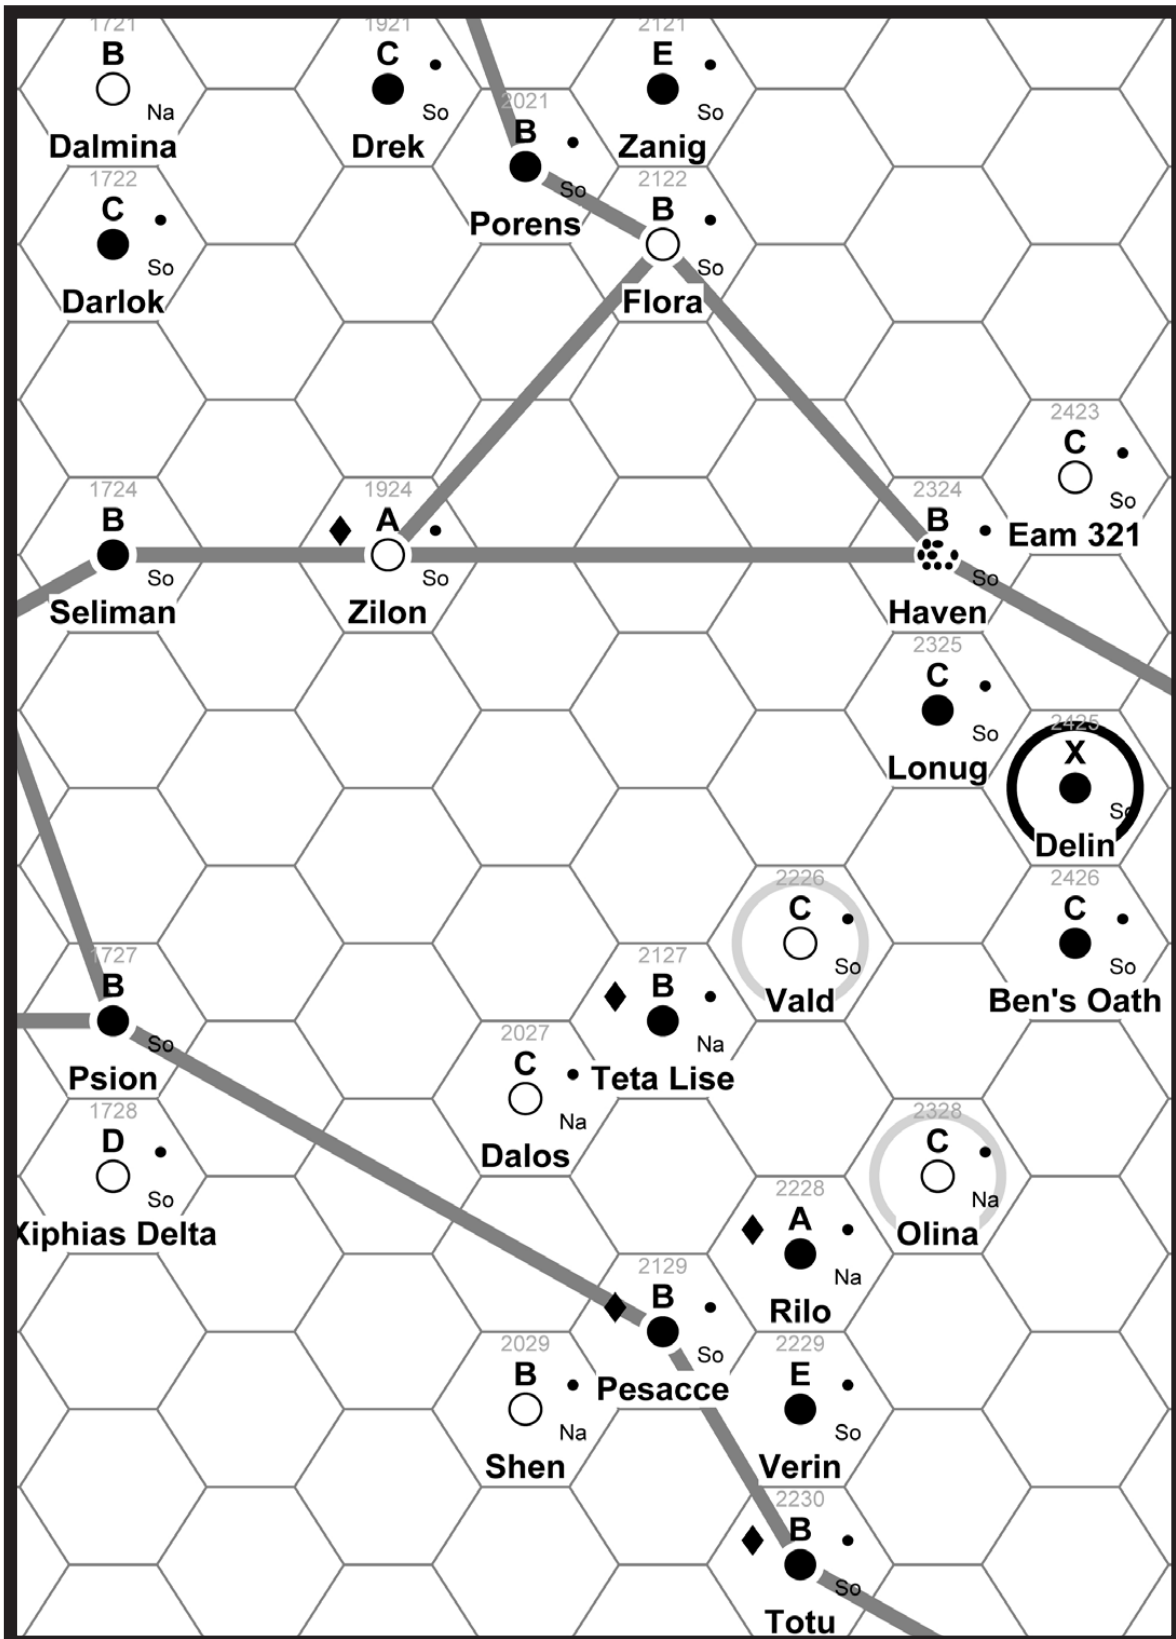 1721
B
Na
Dalmina
1921
C
So
Drek
2121
E
So
Zanig
2021
B
So
Porens
1722
C
So
Darlok
2122
B
So
Flora
2423
C
So
Eam 321
1724
B
So
Seliman
1924
A
So
Zilon
2324
B
So
Haven
2325
C
So
Lonug
2425
X
So
Delin
2226
C
So
Vald
2426
C
So
Ben's Oath
1727
B
So
Psion
2127
B
Na
Teta Lise
2027
C
Na
Dalos
1728
D
So
Xiphias Delta
2328
C
Na
Olina
2228
A
Na
Rilo
2129
B
So
Pesacce
2029
B
Na
Shen
2229
E
So
Verin
2230
B
So
Totu